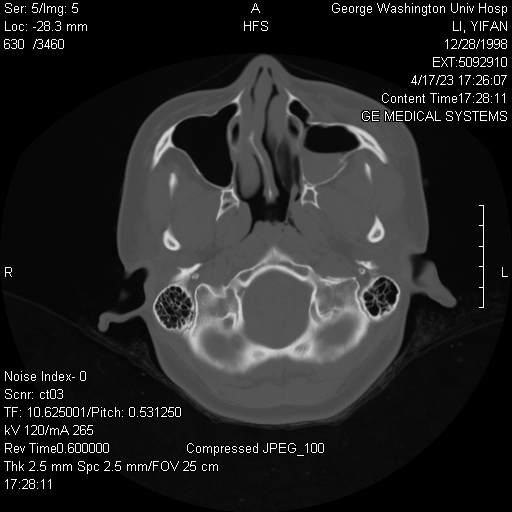 Ser: 5/Img: 5
Loc: -28.3 mm
630 /3460
A
HFS
George Washington Univ Hosp
LI, YIFAN
12/28/1998
EXT:5092910
4/17/23 17:26:07
Content Time17:28:11
GE MEDICAL SYSTEMS
R
L
Noise Index- 0
Scnr: ct03
TF: 10.625001/Pitch: 0.531250
kV 120/mA 265
Rev Time0.600000
Compressed JPEG_100
Thk 2.5 mm Spc 2.5 mm/FOV 25 cm
17:28:11